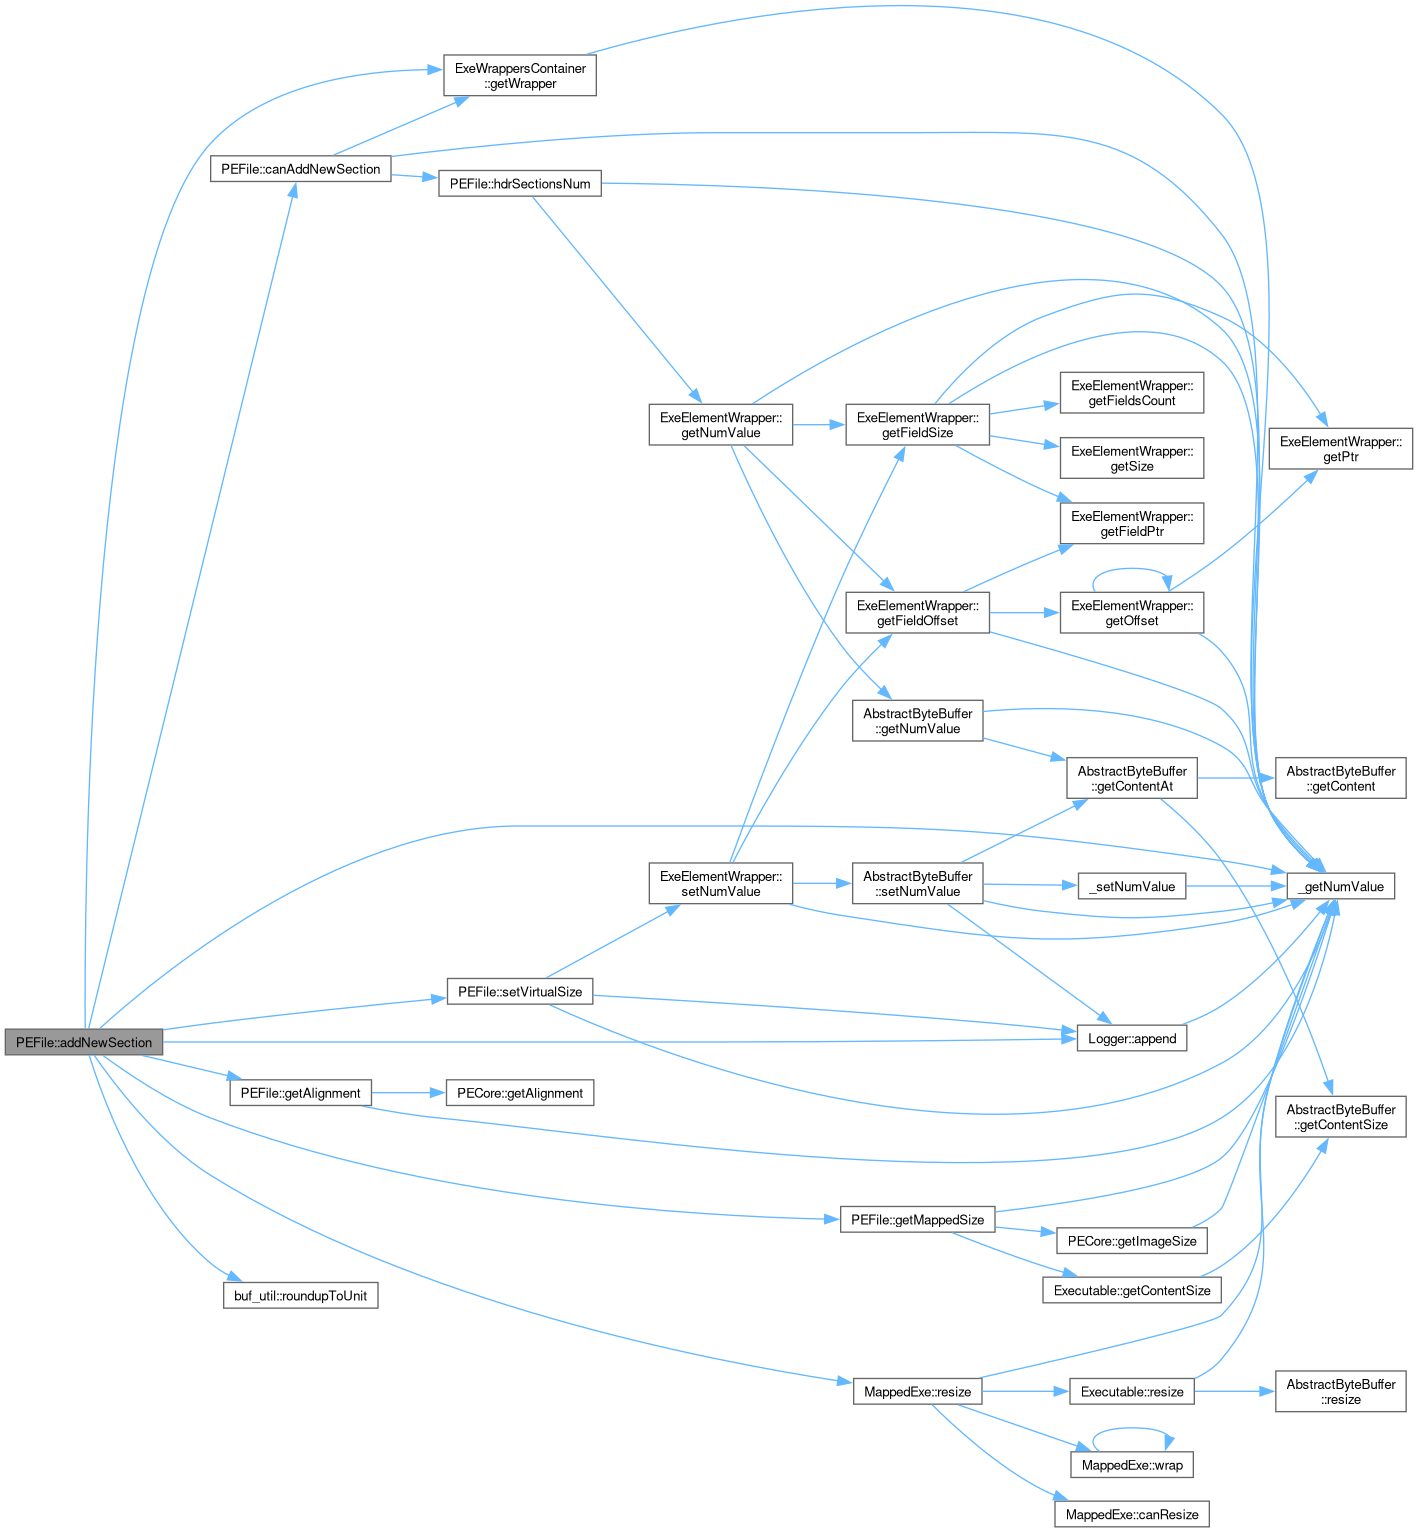 ExeWrappersContainer
::getWrapper
PEFile::canAddNewSection
PEFile::hdrSectionsNum
ExeElementWrapper::
getFieldsCount
ExeElementWrapper::
getNumValue
ExeElementWrapper::
getFieldSize
ExeElementWrapper::
getPtr
ExeElementWrapper::
getSize
ExeElementWrapper::
getFieldPtr
ExeElementWrapper::
getFieldOffset
ExeElementWrapper::
getOffset
AbstractByteBuffer
::getNumValue
AbstractByteBuffer
::getContentAt
AbstractByteBuffer
::getContent
ExeElementWrapper::
setNumValue
AbstractByteBuffer
::setNumValue
_setNumValue
_getNumValue
PEFile::setVirtualSize
PEFile::addNewSection
Logger::append
PEFile::getAlignment
PECore::getAlignment
AbstractByteBuffer
::getContentSize
PEFile::getMappedSize
PECore::getImageSize
Executable::getContentSize
buf_util::roundupToUnit
MappedExe::resize
Executable::resize
AbstractByteBuffer
::resize
MappedExe::wrap
MappedExe::canResize